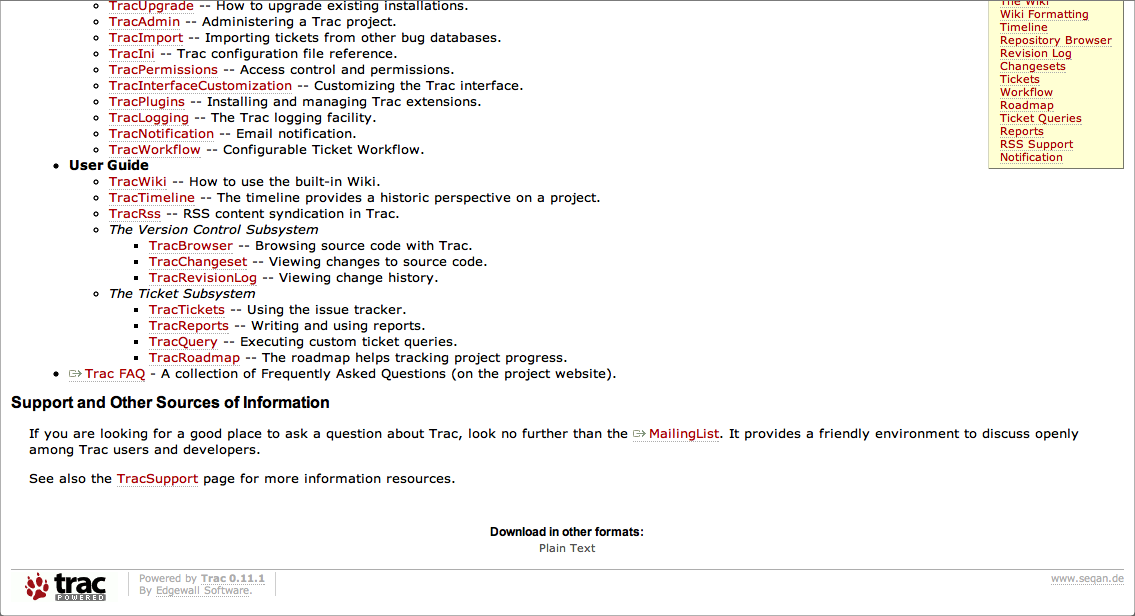 TracUpgrade -- How to upgrade existing installations.
TracAdmin -- Administering a Trac project.
TracImport -- Importing tickets from other bug databases.
TracIni -- Trac configuration file reference.
TracPermissions -- Access control and permissions.
TracInterfaceCustomization -- Customizing the Trac interface.
TracPlugins -- Installing and managing Trac extensions.
TracLogging -- The Trac logging facility.
TracNotification -- Email notification.
TracWorkflow -- Configurable Ticket Workflow.
User Guide
TracWiki -- How to use the built-in Wiki.
TracTimeline -- The timeline provides a historic perspective on a project.
TracRss -- RSS content syndication in Trac.
The Version Control Subsystem
TracBrowser -- Browsing source code with Trac.
TracChangeset -- Viewing changes to source code.
TracRevisionLog -- Viewing change history.
The Ticket Subsystem
TracTickets -- Using the issue tracker.
TracReports -- Writing and using reports.
TracQuery -- Executing custom ticket queries.
TracRoadmap -- The roadmap helps tracking project progress.
Trac FAQ - A collection of Frequently Asked Questions (on the project website).
The Wiki
Wiki Formatting
Timeline
Repository Browser
Revision Log
Changesets
Tickets
Workflow
Roadmap
Ticket Queries
Reports
RSS Support
Notification
Support and Other Sources of Information
If you are looking for a good place to ask a question about Trac, look no further than the MailingList. It provides a friendly environment to discuss openly
among Trac users and developers.
See also the TracSupport page for more information resources.
Download in other formats:
Plain Text
trac
POWERED
Powered by Trac 0.11.1
By Edgewall Software.
www.seqan.de